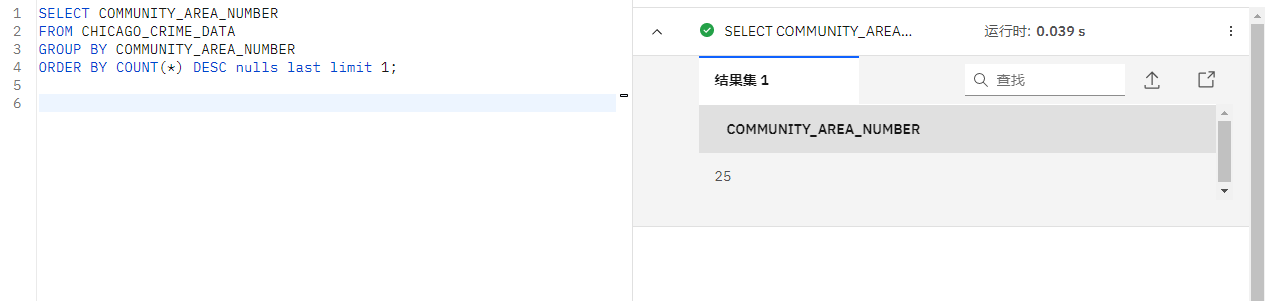 1 SELECT COMMUNITY_AREA_NUMBER
2 FROM CHICAGO_CRIME_DATA
3 GROUP BY COMMUNITY_AREA_NUMBER
4 ORDER BY COUNT(*) DESC nulls last limit 1;
5
6
SELECT COMMUNITY_AREA... 运行时: 0.039 s
结果集 1 查找
COMMUNITY_AREA_NUMBER
25